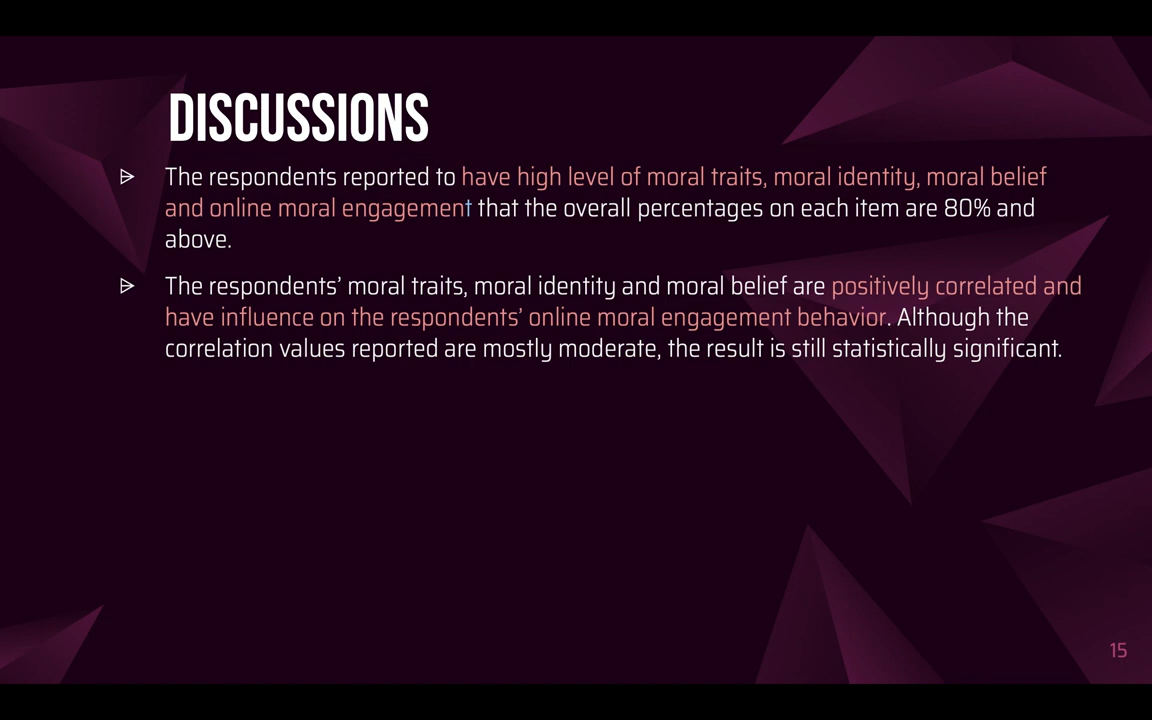 DISCUSSIONS
The respondents reported to have high level of moral traits, moral identity, moral belief
and online moral engagement that the overall percentages on each item are 80% and
above.
The respondents’ moral traits, moral identity and moral belief are positively correlated and
have influence on the respondents’ online moral engagement behavior. Although the
correlation values reported are mostly moderate, the result is still statistically significant.
15